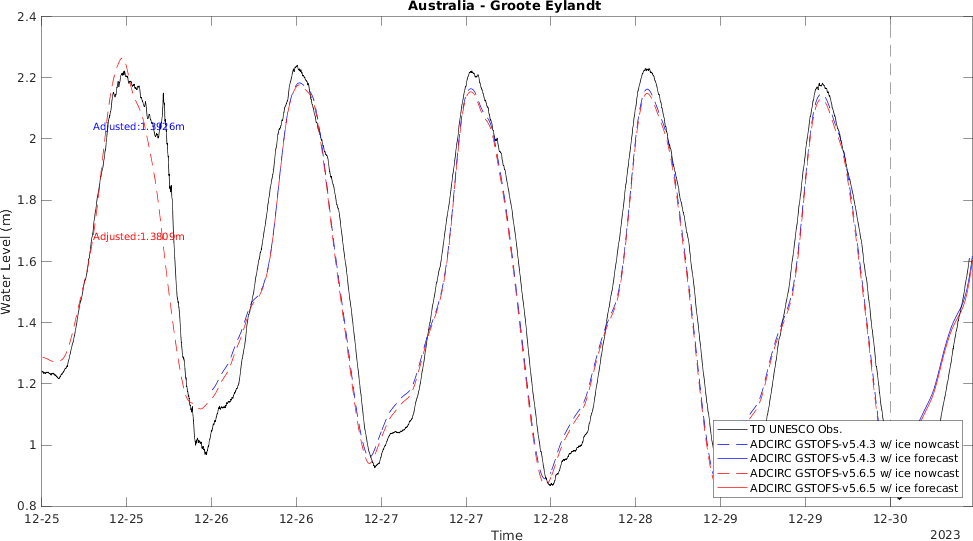 Australia - Groote Eylandt
2.4
2.2
2
1.8
1.6
1.4
1.2
1
0.8
Water Level (m)
Adjusted:1.3926m
Adjusted:1.3809m
TD UNESCO Obs.
ADCIRC GSTOFS-v5.4.3 w/ ice nowcast
ADCIRC GSTOFS-v5.4.3 w/ ice forecast
ADCIRC GSTOFS-v5.6.5 w/ ice nowcast
ADCIRC GSTOFS-v5.6.5 w/ ice forecast
12-25 12-25 12-26 12-26 12-27 12-27 12-28 12-28 12-29 12-29 12-30
Time
2023